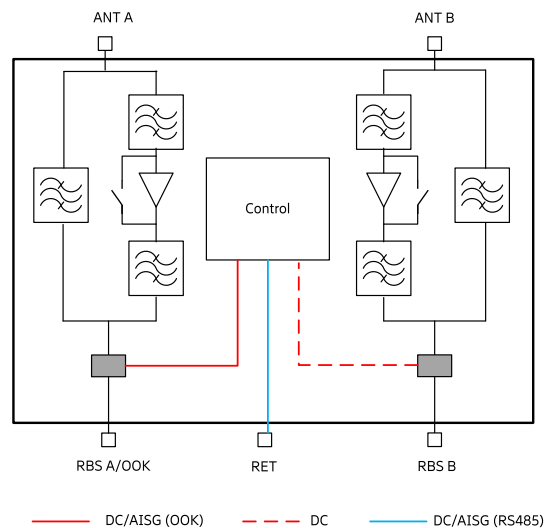 ANT A
ANT B
Control
RBS A/OOK
RET
RBS B
DC/AISG (OOK)
DC
DC/AISG (RS485)